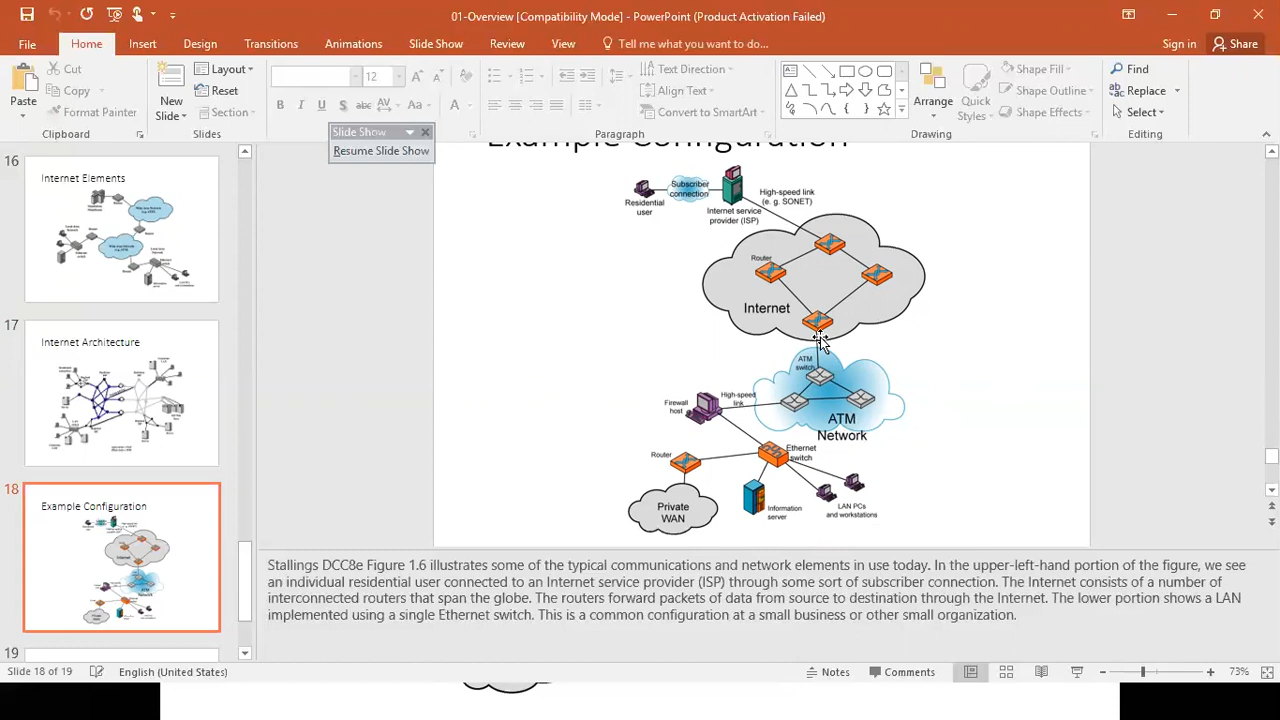 01-Overview [Compatibility Mode] - PowerPoint (Product Activation Failed)
File Home Insert Design Transitions Animations Slide Show Review View Tell me what you want to do... Sign in Share
Paste
Cut
Copy
Format Painter
Clipboard
New Slide
Layout
Reset
Section
Slides
12
B I U S abc AV Aa A
Text Direction
Align Text
Convert to SmartArt
Paragraph
Arrange
Quick Styles
Shape Fill
Shape Outline
Shape Effects
Drawing
Find
Replace
Select
Editing
Slide Show
Resume Slide Show
16
Internet Elements
17
Internet Architecture
18
Example Configuration
Internet
ATM
Network
Private
WAN
19
Example Configuration
Residential
user
Subscriber
connection
Internet service
provider (ISP)
High-speed link
(e. g. SONET)
Router
Internet
ATM
switch
High-speed
link
Firewall
host
ATM
Network
Ethernet
switch
Router
Private
WAN
Information
server
LAN PCs
and workstations
Stallings DCC8e Figure 1.6 illustrates some of the typical communications and network elements in use today. In the upper-left-hand portion of the figure, we see
an individual residential user connected to an Internet service provider (ISP) through some sort of subscriber connection. The Internet consists of a number of
interconnected routers that span the globe. The routers forward packets of data from source to destination through the Internet. The lower portion shows a LAN
implemented using a single Ethernet switch. This is a common configuration at a small business or other small organization.
Slide 18 of 19 English (United States) Notes Comments 73%